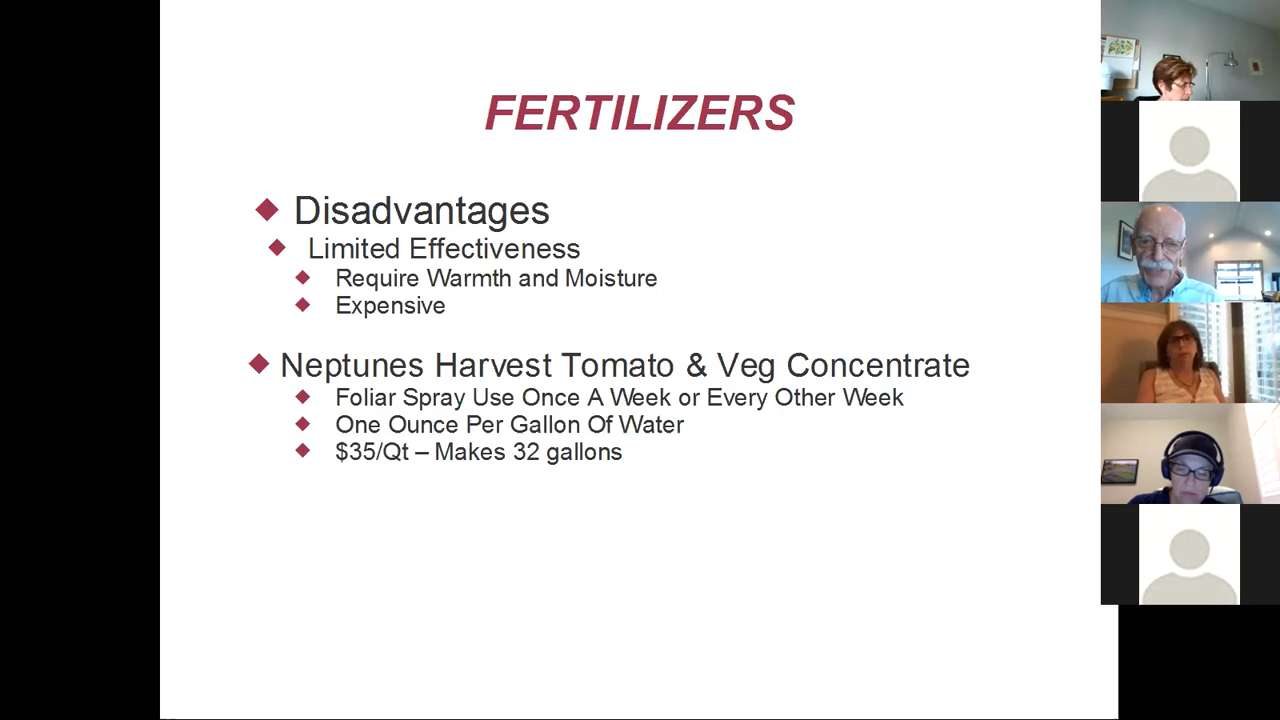 FERTILIZERS
Disadvantages
Limited Effectiveness
Require Warmth and Moisture
Expensive
Neptunes Harvest Tomato & Veg Concentrate
Foliar Spray Use Once A Week or Every Other Week
One Ounce Per Gallon Of Water
$35/Qt – Makes 32 gallons